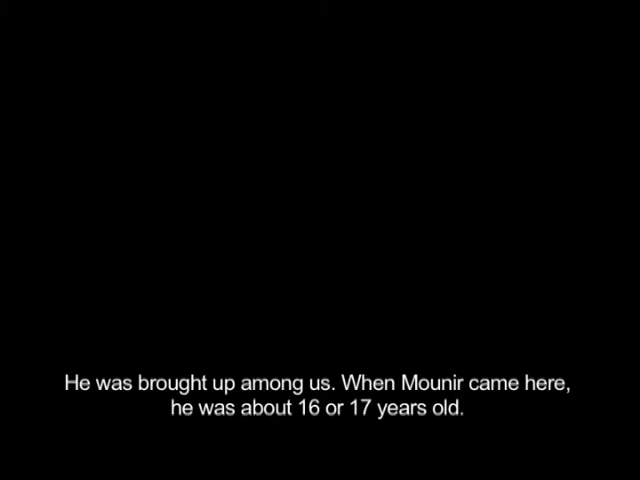 He was brought up among us. When Mounir came here,
he was about 16 or 17 years old.